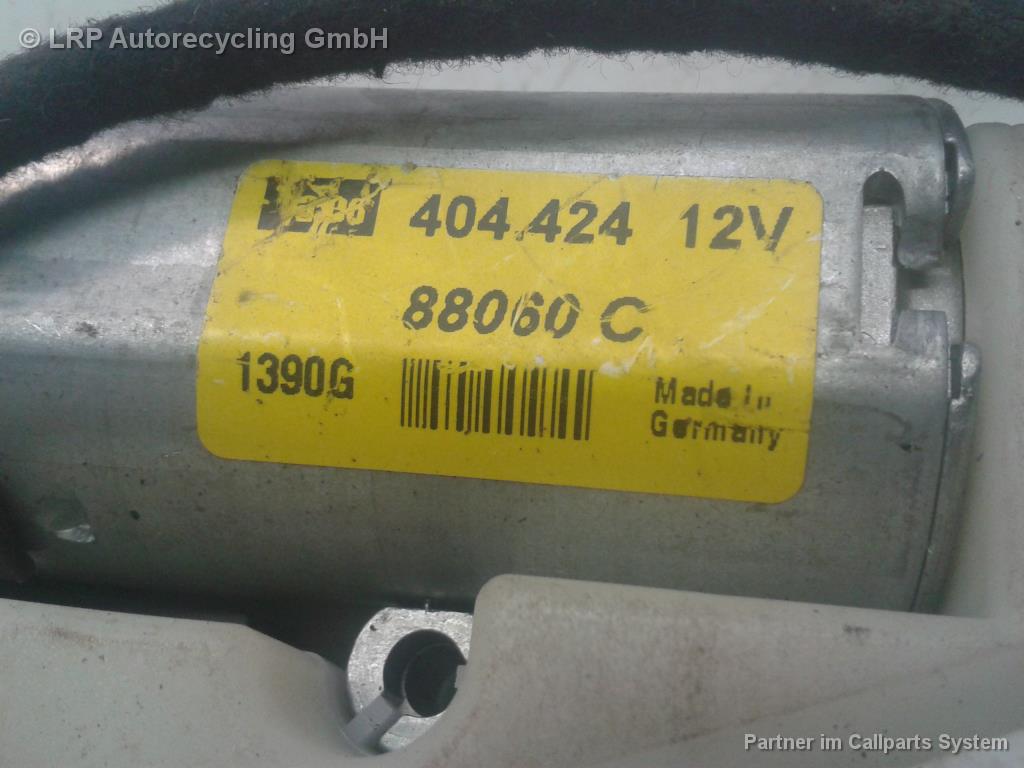 © LRP Autorecycling GmbH
404.424 12V
88060 C
1390G
Made in
Germany
Partner im Callparts System